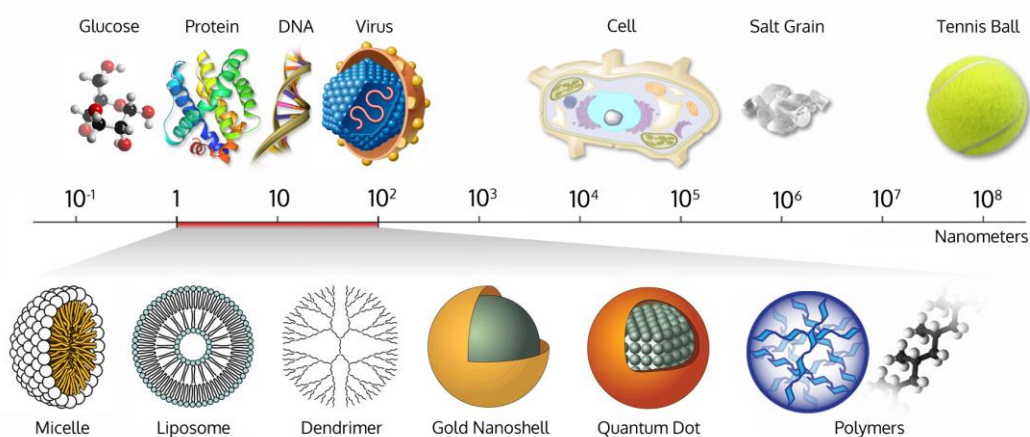 Glucose Protein DNA Virus Cell Salt Grain Tennis Ball
10⁻¹ 1 10 10² 10³ 10⁴ 10⁵ 10⁶ 10⁷ 10⁸
Nanometers
Micelle Liposome Dendrimer Gold Nanoshell Quantum Dot Polymers